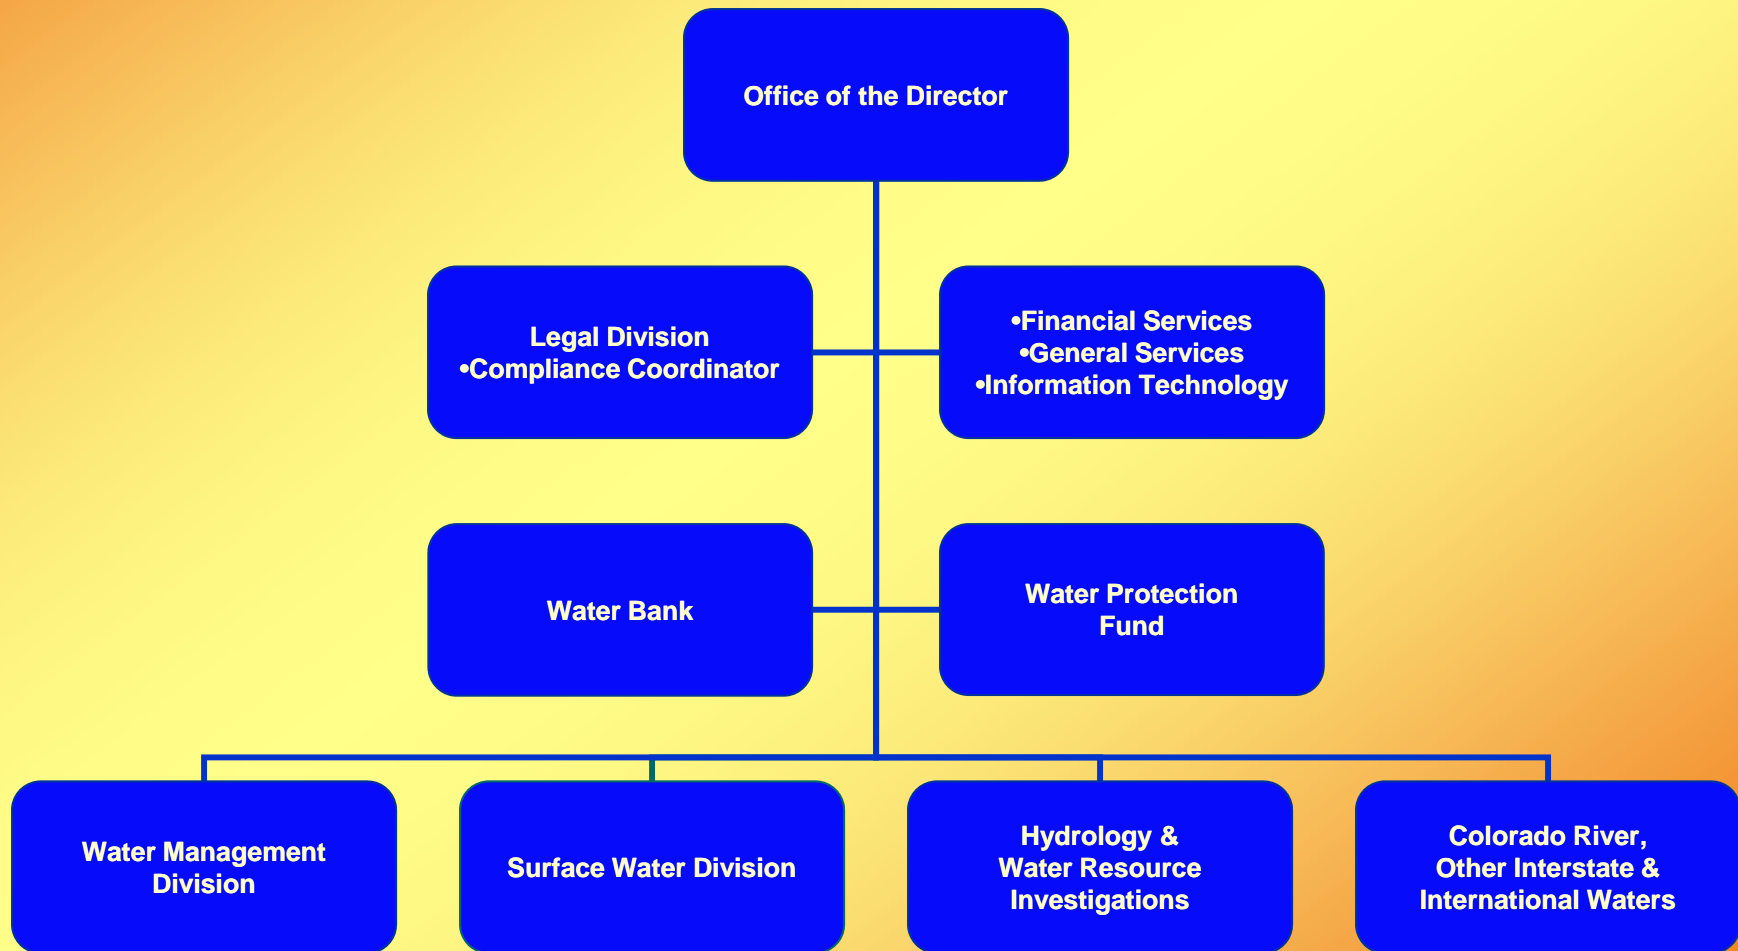 Office of the Director
Legal Division
•Compliance Coordinator
•Financial Services
•General Services
•Information Technology
Water Bank
Water Protection
Fund
Water Management
Division
Surface Water Division
Hydrology &
Water Resource
Investigations
Colorado River,
Other Interstate &
International Waters